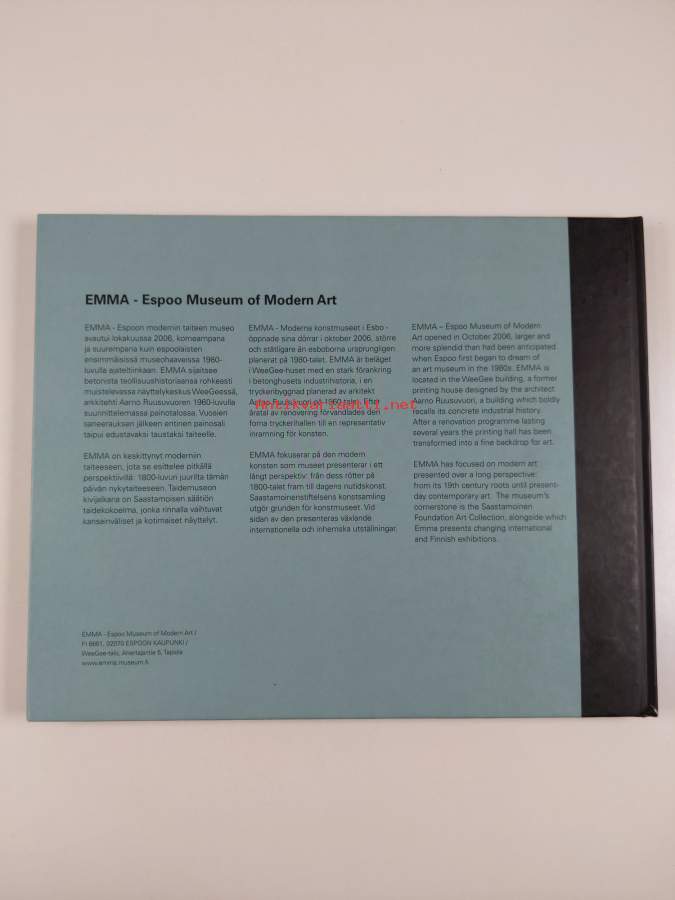 EMMA - Espoo Museum of Modern Art
EMMA - Espoon modernin taiteen museo
avautui lokakuussa 2006, komeampana
ja suurempana kuin espoolaisten
ensimmäisissä museohaaveissa 1980-
luvulla ajateltiinkaan. EMMA sijaitsee
betonista teollisuushistoriaansa rohkeasti
muistelevassa näyttelykeskus WeeGeessä,
arkkitehti Aarno Ruusuvuoren 1960-luvulla
suunnittelemassa painotalossa. Vuosien
saneerauksen jälkeen entinen painosali
taipui edustavaksi taustaksi taiteelle.
EMMA on keskittynyt moderniin
taiteeseen, jota se esittelee pitkällä
perspektiivillä: 1800-luvun juurilta tämän
päivän nykytaiteeseen. Taidemuseon
kivijalkana on Saastamoisen säätiön
taidekokoelma, jonka rinnalla vaihtuvat
kansainväliset ja kotimaiset näyttelyt.
EMMA - Moderna konstmuseet i Esbo -
öppnade sina dörrar i oktober 2006, större
och ståtligare än esboborna ursprungligen
planerat på 1980-talet. EMMA är beläget
i WeeGee-huset med en stark förankring
i betonghusets industrihistoria, i en
tryckeribyggnad planerad av arkitekt
Aarno Ruusuvuori på 1960-talet. Efter
åratal av renovering förvandlades den
forna tryckerihallen till en representativ
inramning för konsten.
EMMA fokuserar på den modern
konsten som museet presenterar i ett
långt perspektiv: från dess rötter på
1800-talet fram till dagens nutidskonst.
Saastamoinenstiftelsens konstsamling
utgör grunden för konstmuseet. Vid
sidan av den presenteras växlande
internationella och inhemska utställningar.
EMMA – Espoo Museum of Modern
Art opened in October 2006, larger and
more splendid than had been anticipated
when Espoo first began to dream of
an art museum in the 1980s. EMMA is
located in the WeeGee building, a former
printing house designed by the architect
Aarno Ruusuvuori, a building which boldly
recalls its concrete industrial history.
After a renovation programme lasting
several years the printing hall has been
transformed into a fine backdrop for art.
EMMA has focused on modern art
presented over a long perspective:
from its 19th century roots until present-
day contemporary art. The museum's
cornerstone is the Saastamoinen
Foundation Art Collection, alongside which
Emma presents changing international
and Finnish exhibitions.
Antikvariaatti.net
EMMA - Espoo Museum of Modern Art /
Pl 6661, 02070 ESPOON KAUPUNKI /
WeeGee-talo, Ahertajantie 5, Tapiola
www.emma.museum.fi